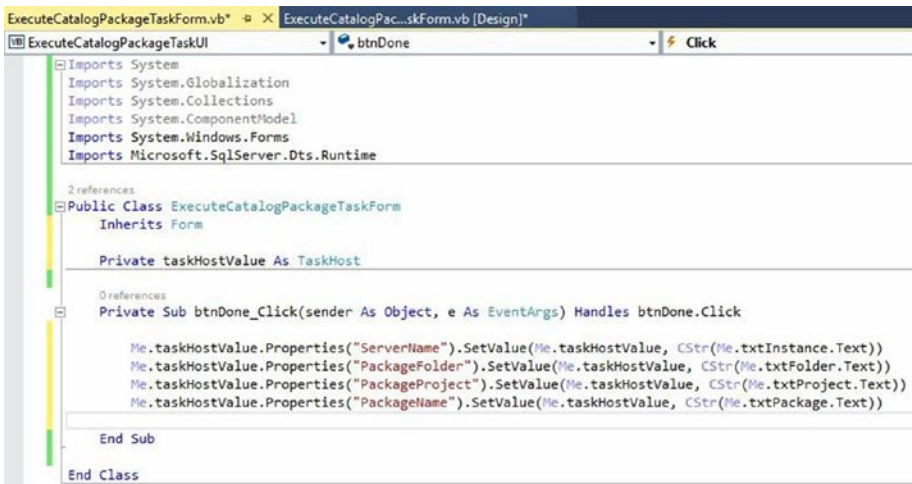 ExecuteCatalogPackageTaskForm.vb* ExecuteCatalogPac...skForm.vb [Design]*
VB ExecuteCatalogPackageTaskUI btnDone Click
Imports System
Imports System.Globalization
Imports System.Collections
Imports System.ComponentModel
Imports System.Windows.Forms
Imports Microsoft.SqlServer.Dts.Runtime
2 references
Public Class ExecuteCatalogPackageTaskForm
Inherits Form
Private taskHostValue As TaskHost
0 references
Private Sub btnDone_Click(sender As Object, e As EventArgs) Handles btnDone.Click
Me.taskHostValue.Properties("ServerName").SetValue(Me.taskHostValue, CStr(Me.txtInstance.Text))
Me.taskHostValue.Properties("PackageFolder").SetValue(Me.taskHostValue, CStr(Me.txtFolder.Text))
Me.taskHostValue.Properties("PackageProject").SetValue(Me.taskHostValue, CStr(Me.txtProject.Text))
Me.taskHostValue.Properties("PackageName").SetValue(Me.taskHostValue, CStr(Me.txtPackage.Text))
End Sub
End Class